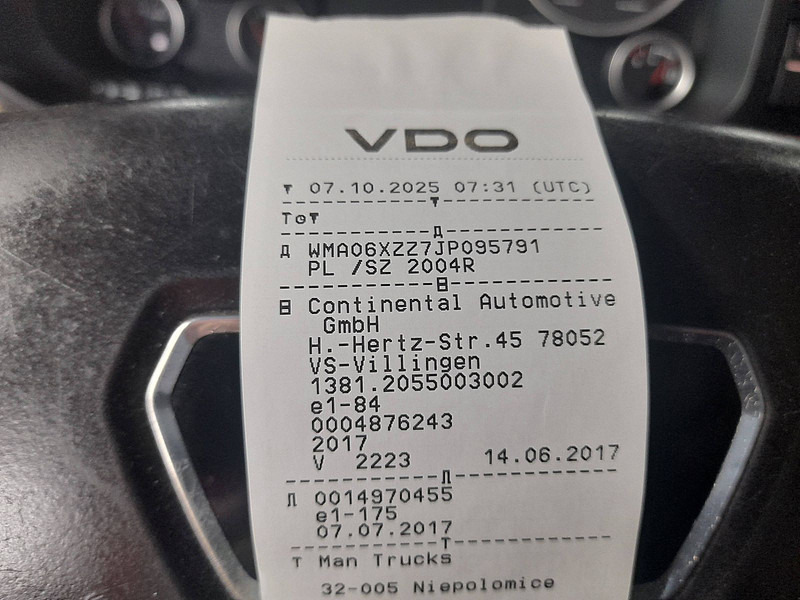 VDO
07.10.2025 07:31 (UTC)
WMA06XZZ7JP095791
PL /SZ 2004R
Continental Automotive
GmbH
H.-Hertz-Str.45 78052
VS-Villingen
1381.2055003002
e1-84
0004876243
2017
V 2223 14.06.2017
0014970455
e1-175
07.07.2017
T Man Trucks
32-005 Niepolomice